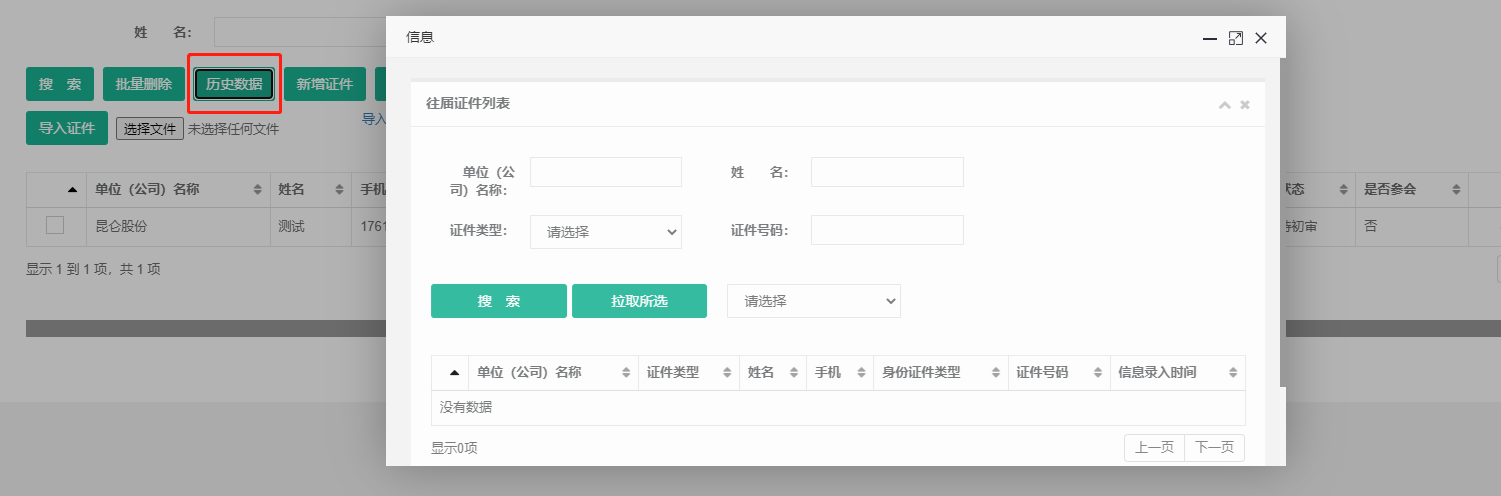 姓　　名：
搜　索
批量删除
历史数据
新增证件
导入证件
选择文件 未选择任何文件
导入
单位（公司）名称
姓名
手机
昆仑股份
测试
1761
显示 1 到 1 项，共 1 项
信息
往届证件列表
单位（公
司）名称：
姓　　名：
证件类型：
请选择
证件号码：
搜　索
拉取所选
请选择
单位（公司）名称
证件类型
姓名
手机
身份证件类型
证件号码
信息录入时间
没有数据
显示0项
上一页
下一页
状态
是否参会
待初审
否